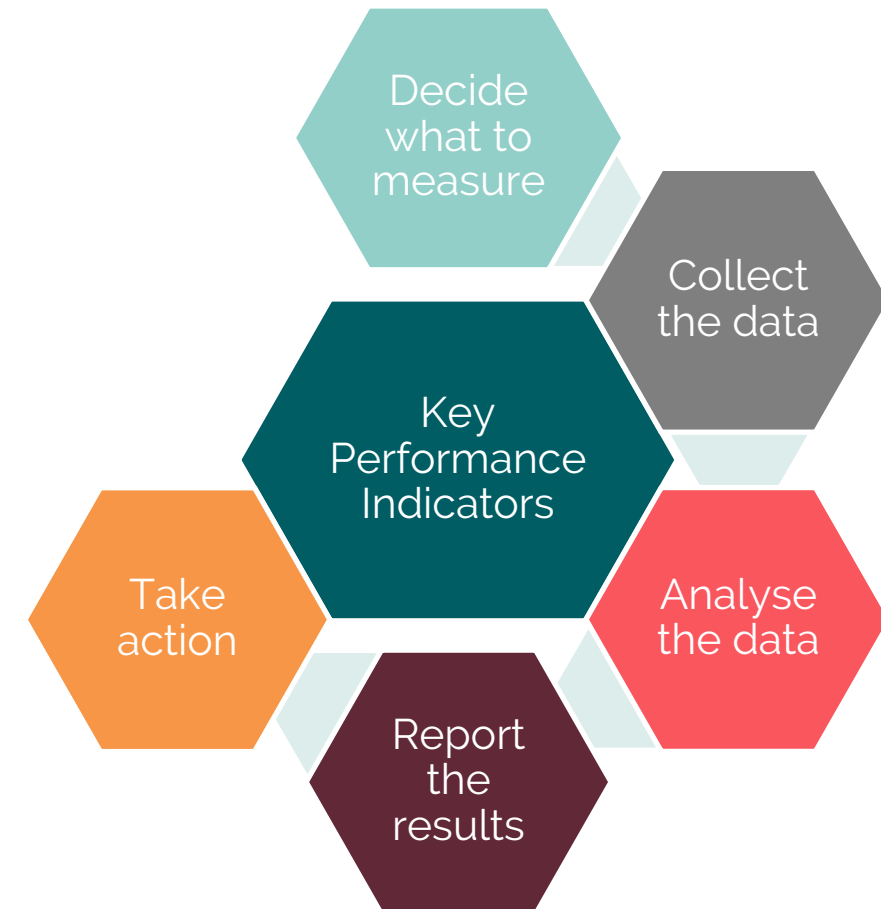 Decide
what to
measure
Collect
the data
Key
Performance
Indicators
Analyse
the data
Take
action
Report
the
results